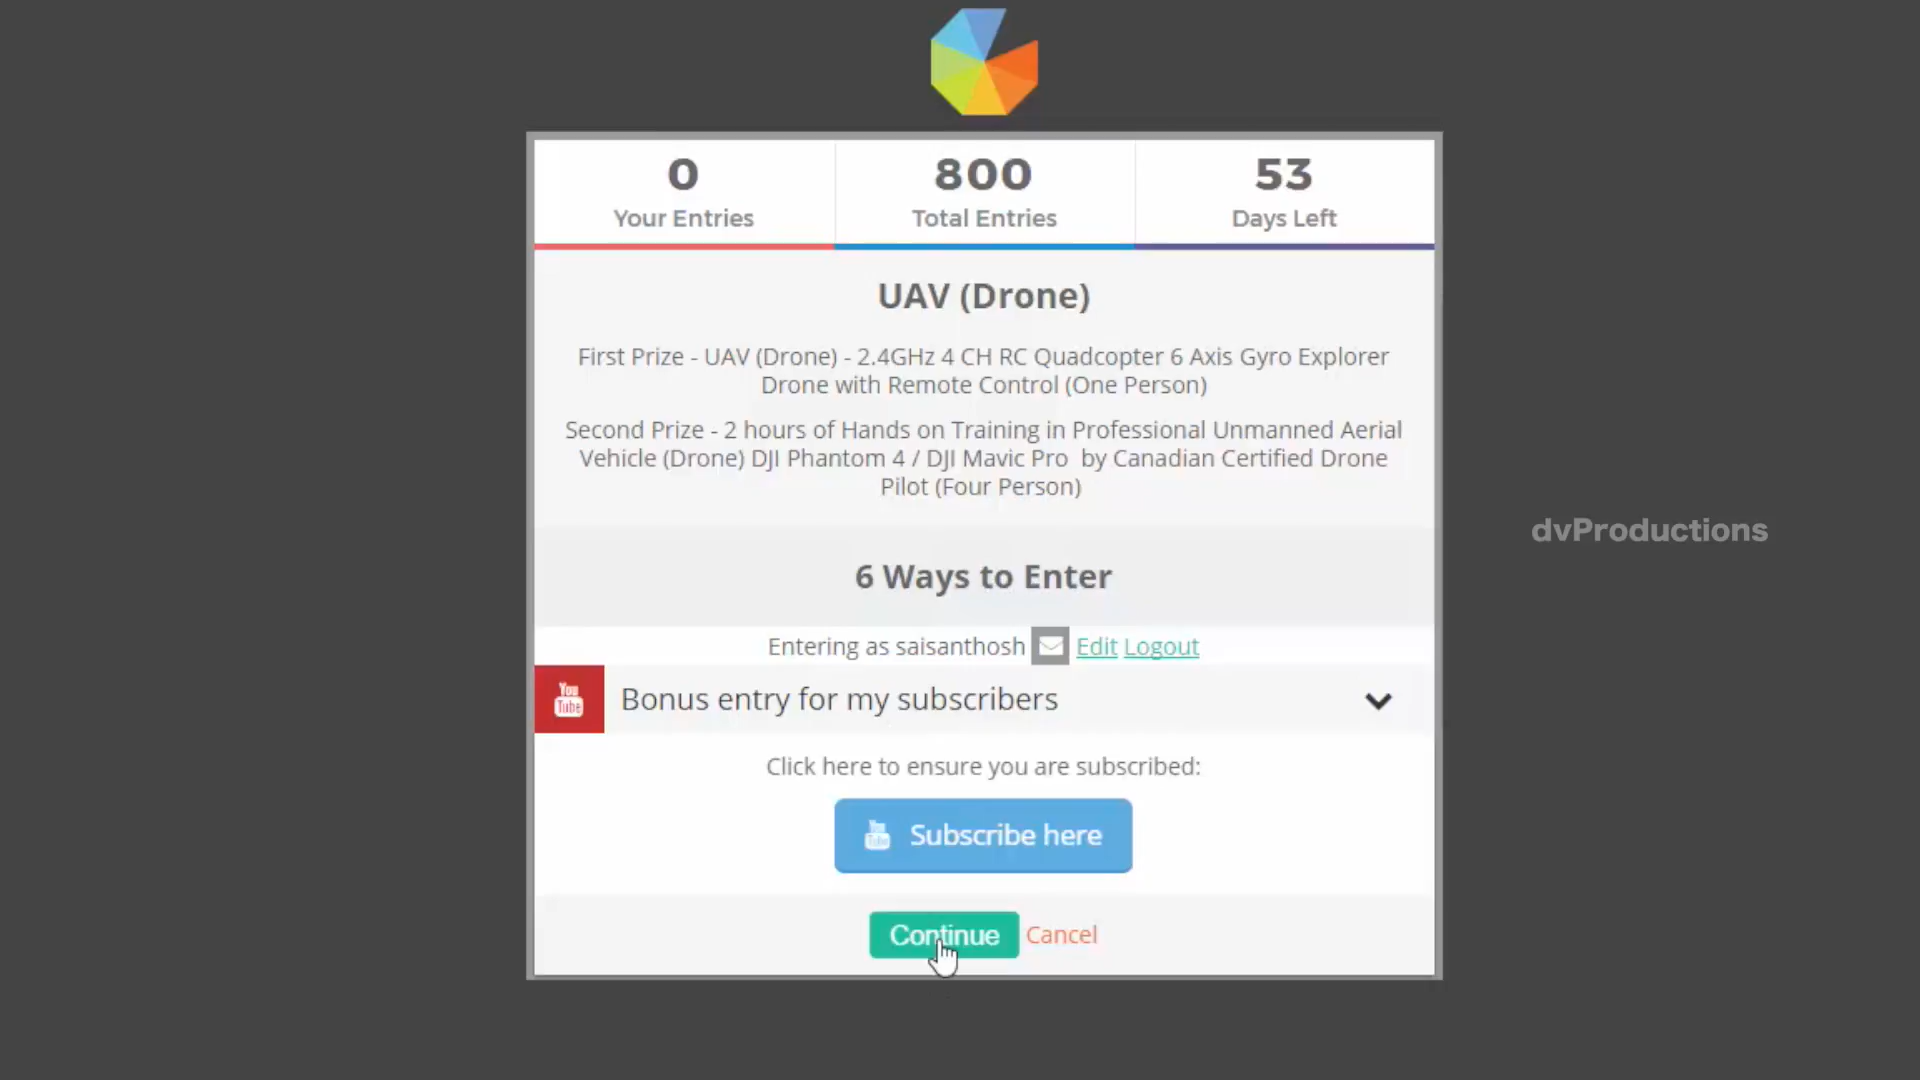 0
Your Entries
800
Total Entries
53
Days Left
UAV (Drone)
First Prize - UAV (Drone) - 2.4GHz 4 CH RC Quadcopter 6 Axis Gyro Explorer
Drone with Remote Control (One Person)
Second Prize - 2 hours of Hands on Training in Professional Unmanned Aerial
Vehicle (Drone) DJI Phantom 4 / DJI Mavic Pro by Canadian Certified Drone
Pilot (Four Person)
dvProductions
6 Ways to Enter
Entering as saisanthosh Edit Logout
You
Tube
Bonus entry for my subscribers
Click here to ensure you are subscribed:
You
Tube
Subscribe here
Continue Cancel